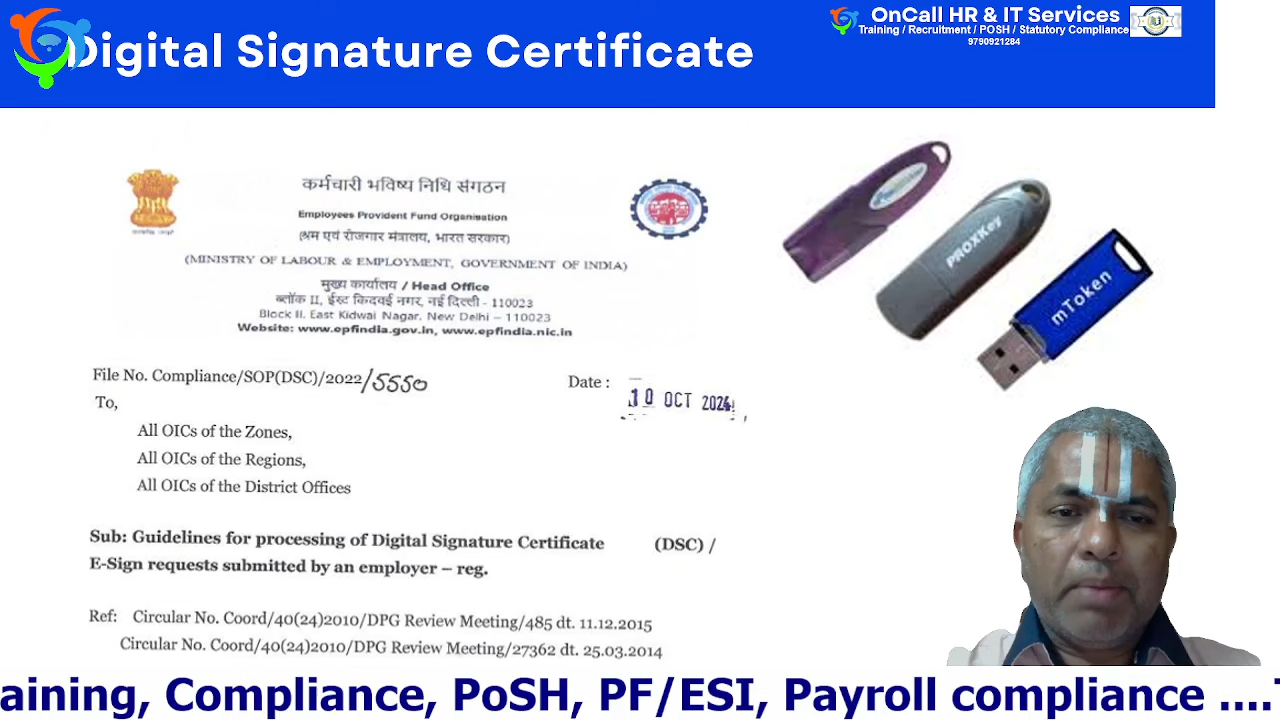 Digital Signature Certificate
OnCall HR & IT Services
Training / Recruitment / POSH / Statutory Compliance
9790921284
कर्मचारी भविष्य निधि संगठन
Employees Provident Fund Organisation
(श्रम एवं रोजगार मंत्रालय, भारत सरकार)
(MINISTRY OF LABOUR & EMPLOYMENT, GOVERNMENT OF INDIA)
मुख्य कार्यालय / Head Office
ब्लॉक II, ईस्ट किदवई नगर, नई दिल्ली - 110023
Block II, East Kidwai Nagar, New Delhi – 110023
Website: www.epfindia.gov.in, www.epfindia.nic.in
File No. Compliance/SOP(DSC)/2022/5550
Date :
10 OCT 2024
To,
All OICs of the Zones,
All OICs of the Regions,
All OICs of the District Offices
Sub: Guidelines for processing of Digital Signature Certificate (DSC) /
E-Sign requests submitted by an employer – reg.
Ref: Circular No. Coord/40(24)2010/DPG Review Meeting/485 dt. 11.12.2015
Circular No. Coord/40(24)2010/DPG Review Meeting/27362 dt. 25.03.2014
PROXKey
mToken
aining, Compliance, PoSH, PF/ESI, Payroll compliance ....